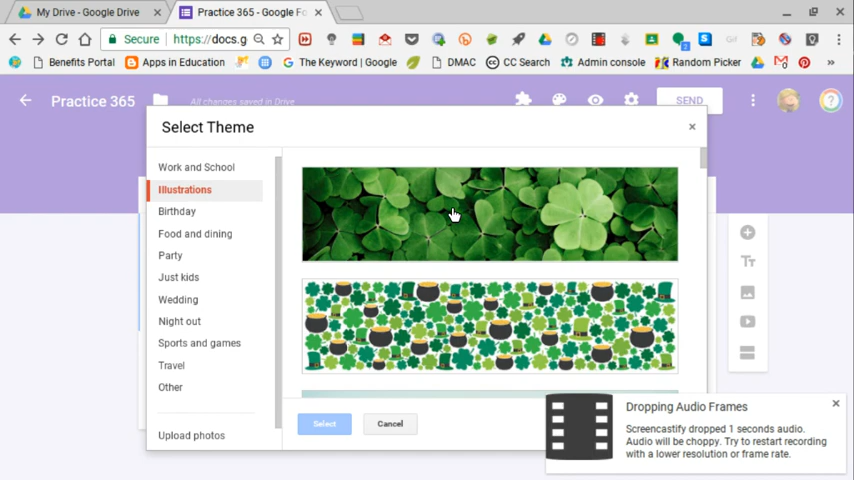 My Drive - Google Drive
Practice 365 - Google Fo
Secure
https://docs.g
Benefits Portal
Apps in Education
The Keyword | Google
DMAC
CC Search
Admin console
Random Picker
Practice 365
All changes saved in Drive
SEND
Select Theme
Work and School
Illustrations
Birthday
Food and dining
Party
Just kids
Wedding
Night out
Sports and games
Travel
Other
Upload photos
Select
Cancel
Dropping Audio Frames
Screencastify dropped 1 seconds audio.
Audio will be choppy. Try to restart recording
with a lower resolution or frame rate.